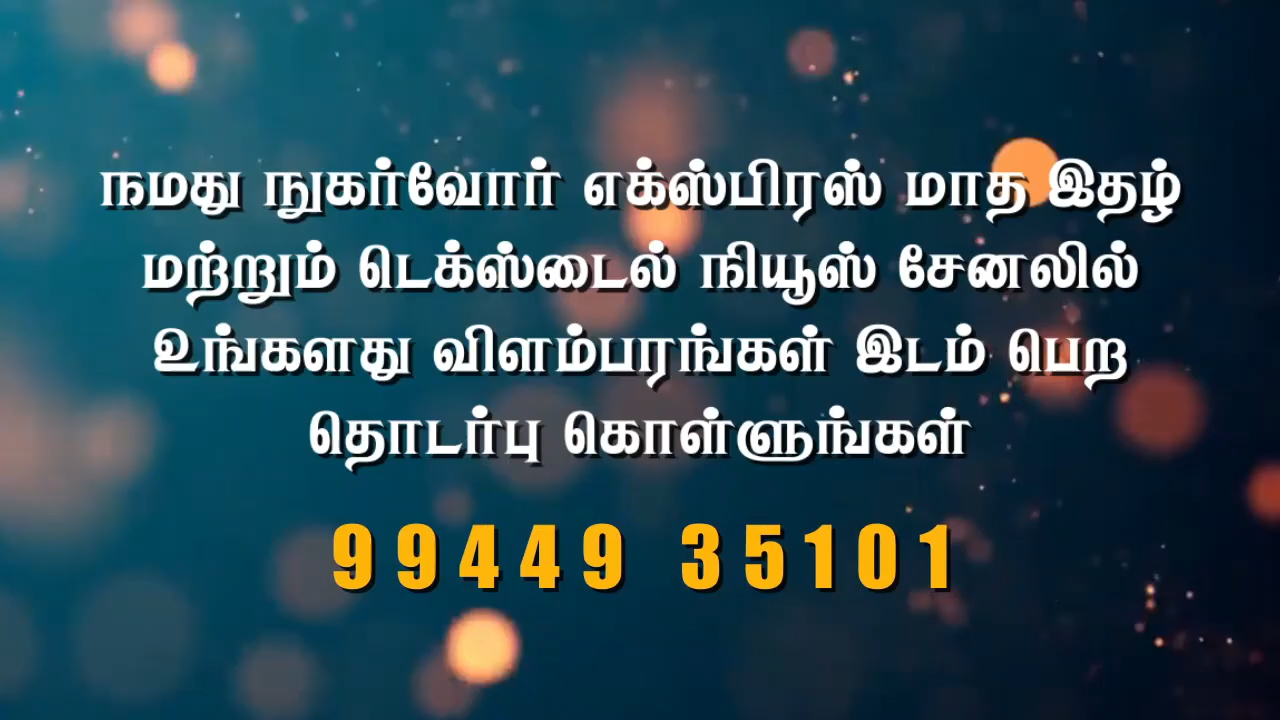 நமது நுகர்வோர் எக்ஸ்பிரஸ் மாத இதழ்
மற்றும் டெக்ஸ்டைல் நியூஸ் சேனலில்
உங்களது விளம்பரங்கள் இடம் பெற
தொடர்பு கொள்ளுங்கள்
99449 35101